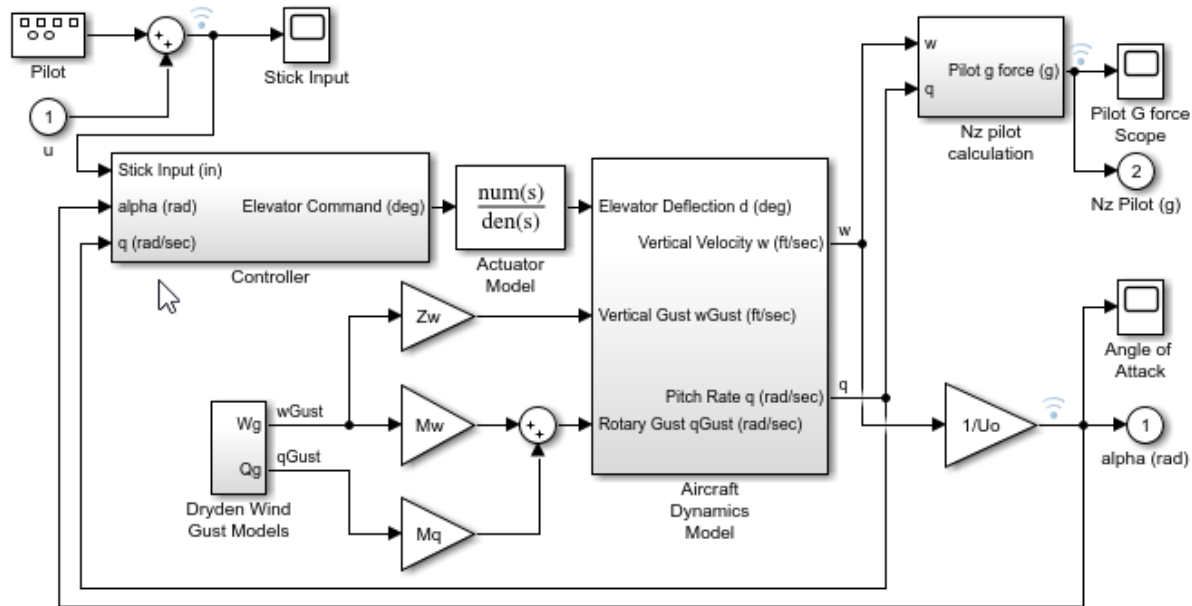 Pilot
+
+
Stick Input
1
u
Stick Input (in)
alpha (rad)
q (rad/sec)
Elevator Command (deg)
Controller
num(s)
den(s)
Actuator
Model
Elevator Deflection d (deg)
Vertical Velocity w (ft/sec)
Vertical Gust wGust (ft/sec)
Pitch Rate q (rad/sec)
Rotary Gust qGust (rad/sec)
Aircraft
Dynamics
Model
w
q
w
q
Pilot g force (g)
Nz pilot
calculation
Pilot G force
Scope
2
Nz Pilot (g)
Angle of
Attack
1/Uo
1
alpha (rad)
Zw
Mw
Mq
+
+
Wg
Qg
wGust
qGust
Dryden Wind
Gust Models